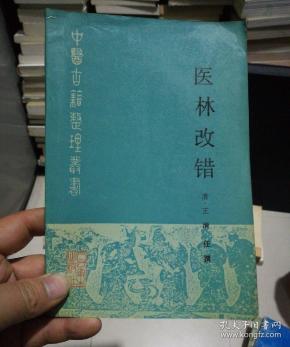 中醫古籍整理叢書
医林改错
清·王清任撰
孔夫子旧书网